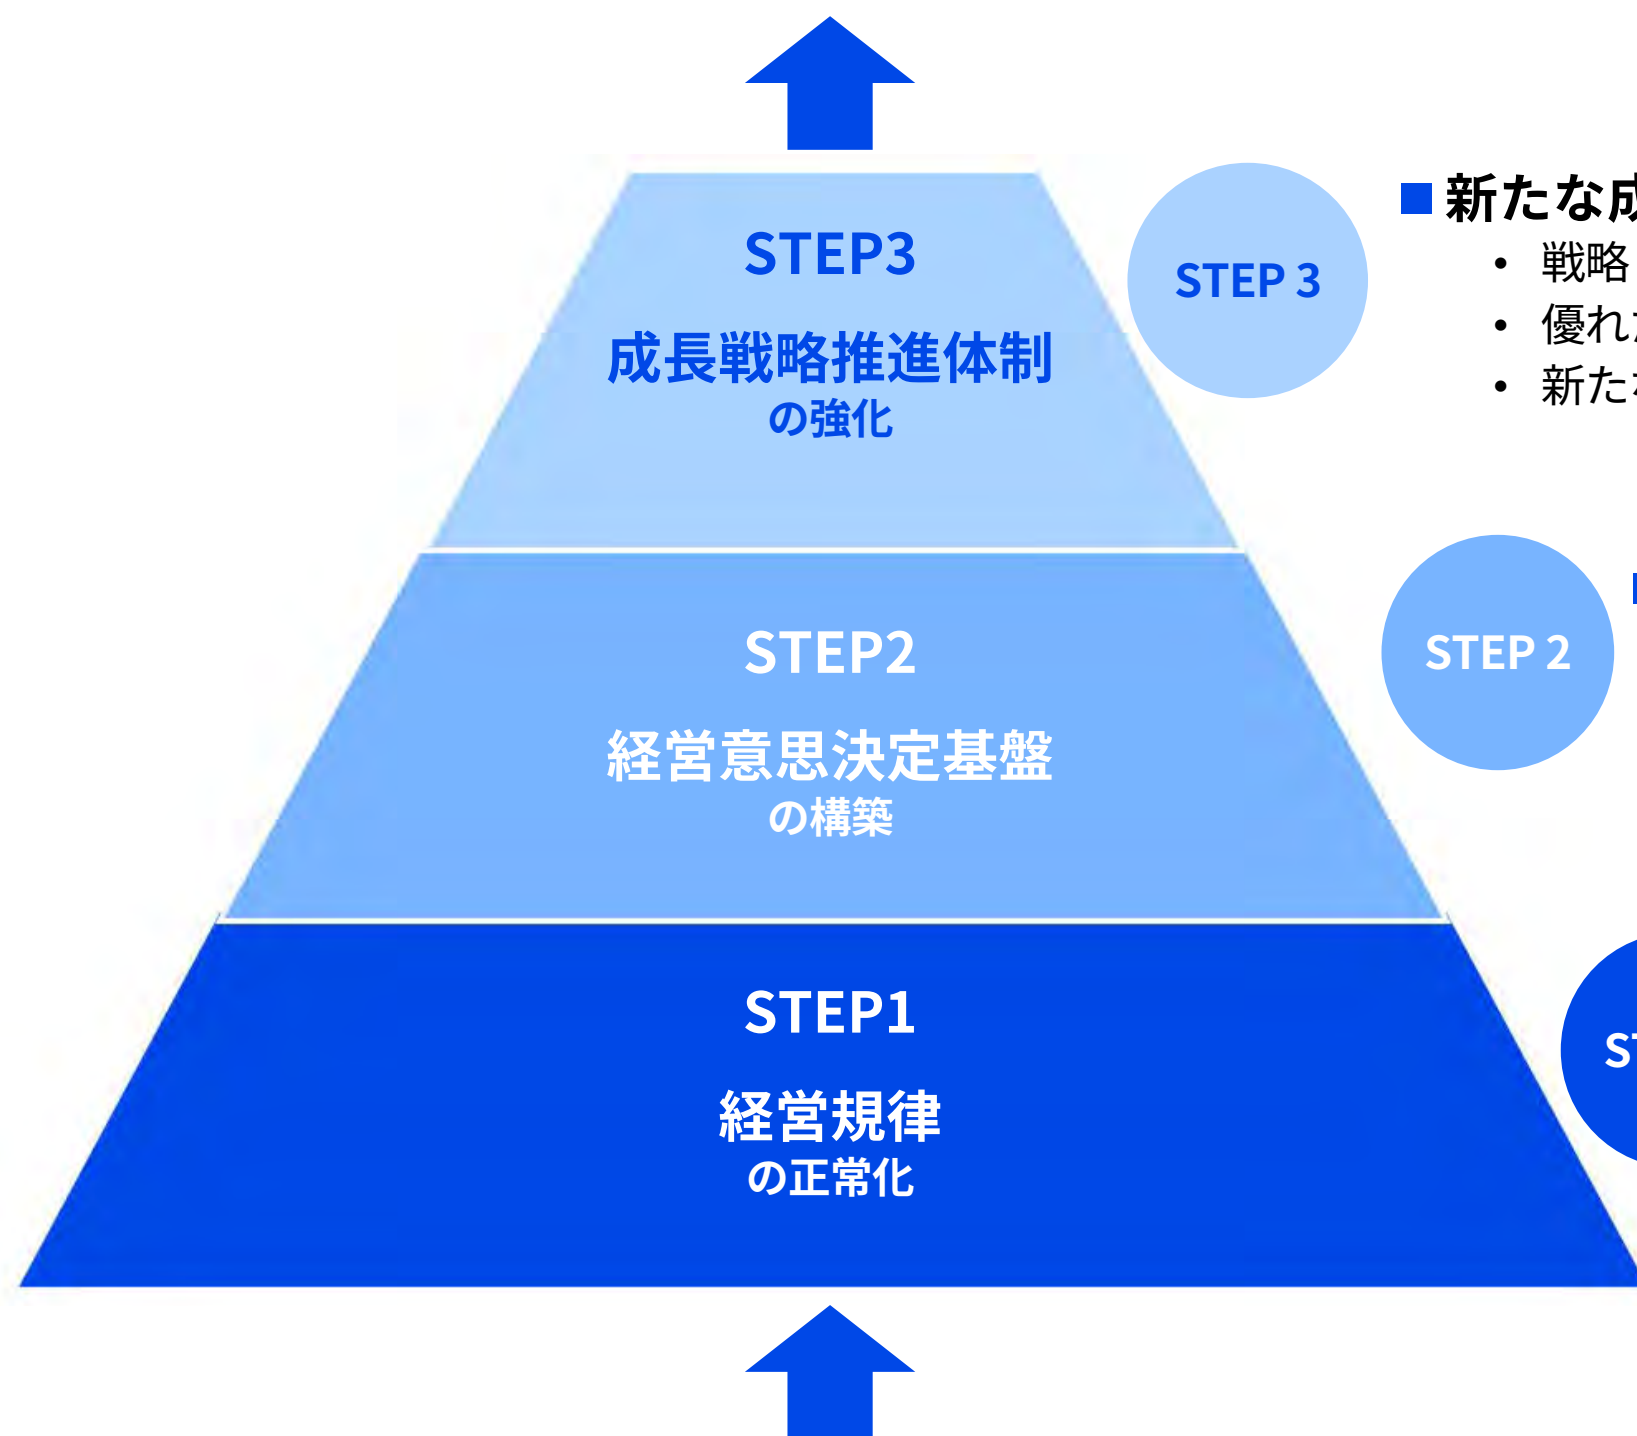 STEP3
成長戦略推進体制
の強化
STEP 3
■ 新たな
• 戦略
• 優れ
• 新た
STEP2
経営意思決定基盤
の構築
STEP 2
STEP1
経営規律
の正常化